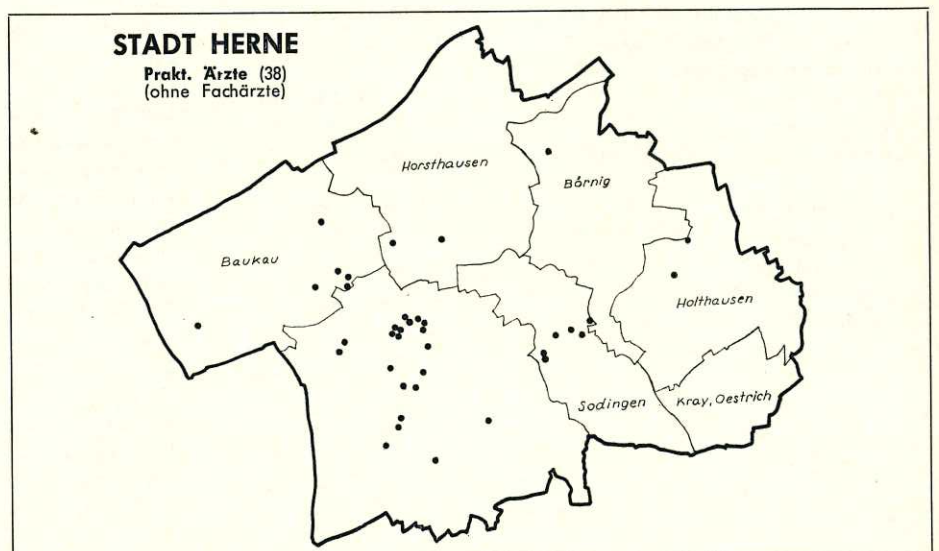 STADT HERNE
Prakt. Ärzte (38)
(ohne Fachärzte)
Horsthausen
Börnig
Baukau
Holthausen
Sodingen
Kray, Oestrich